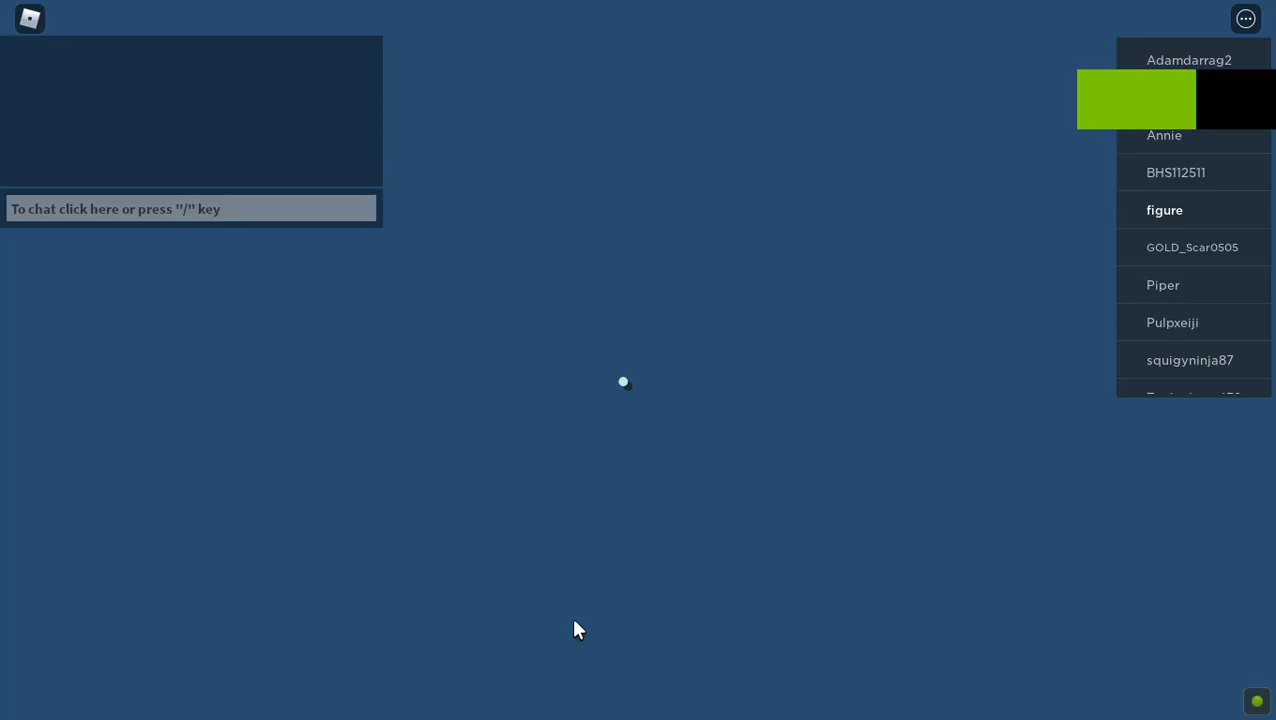 Adamdarrag2
Annie
BHS112511
To chat click here or press "/" key
figure
GOLD_Scar0505
Piper
Pulpxeiji
squigyninja87